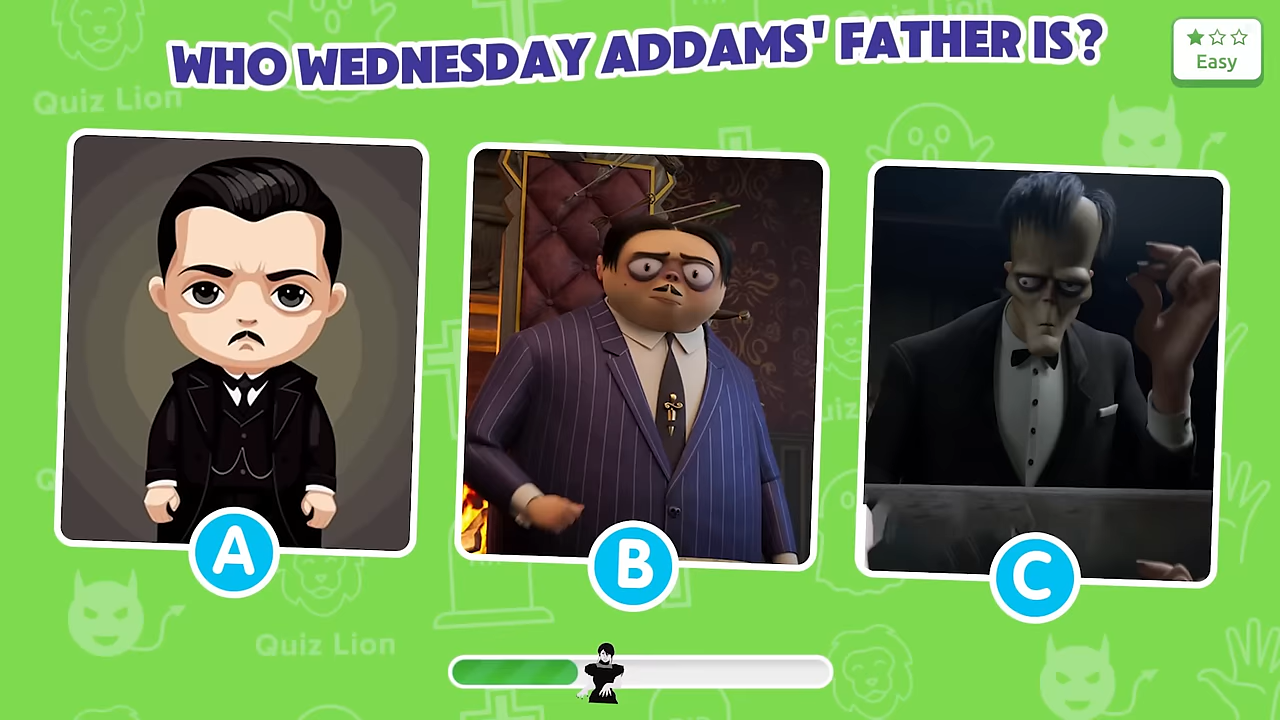 WHO WEDNESDAY ADDAMS' FATHER IS?
Easy
Quiz Lion
A
B
C
Quiz Lion